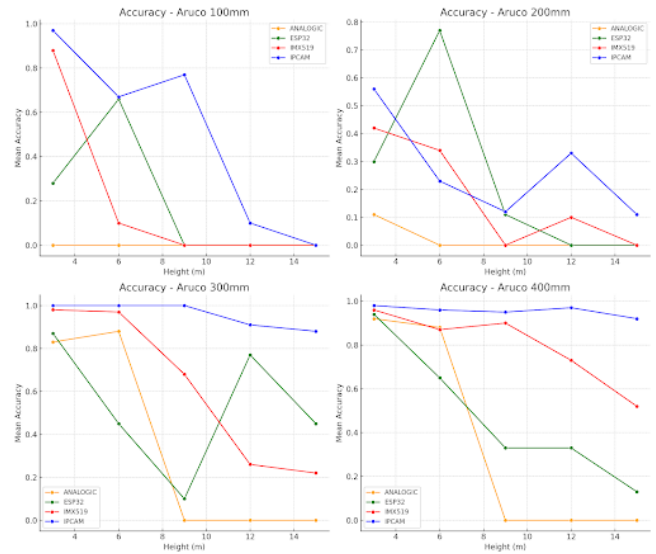 Accuracy - Aruco 100mm
1.0
0.8
0.6
0.4
0.2
0.0
Mean Accuracy
4 6 8 10 12 14
Height (m)
ANALOGIC
ESP32
IMX519
IPCAM
Accuracy - Aruco 200mm
0.8
0.7
0.6
0.5
0.4
0.3
0.2
0.1
0.0
Mean Accuracy
4 6 8 10 12 14
Height (m)
ANALOGIC
ESP32
IMX519
IPCAM
Accuracy - Aruco 300mm
1.0
0.8
0.6
0.4
0.2
0.0
Mean Accuracy
4 6 8 10 12 14
Height (m)
ANALOGIC
ESP32
IMX519
IPCAM
Accuracy - Aruco 400mm
1.0
0.8
0.6
0.4
0.2
0.0
Mean Accuracy
4 6 8 10 12 14
Height (m)
ANALOGIC
ESP32
IMX519
IPCAM